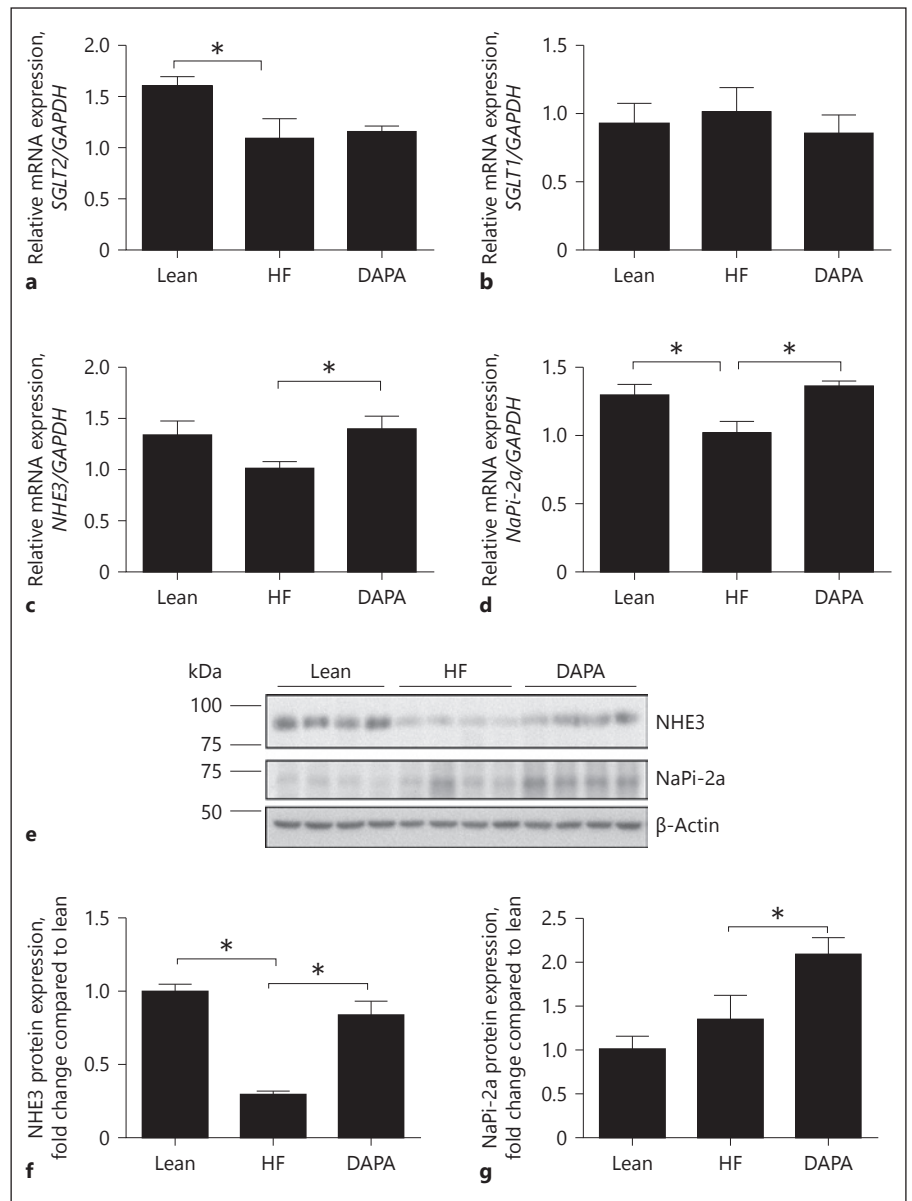 Relative mRNA expression,
SGLT2/GAPDH
2.0
1.5
1.0
0.5
0
*
Lean HF DAPA
a
Relative mRNA expression,
SGLT1/GAPDH
1.5
1.0
0.5
0
Lean HF DAPA
b
Relative mRNA expression,
NHE3/GAPDH
2.0
1.5
1.0
0.5
0
*
Lean HF DAPA
c
Relative mRNA expression,
NaPi-2a/GAPDH
1.5
1.0
0.5
0
* *
Lean HF DAPA
d
kDa Lean HF DAPA
100
NHE3
75
75
NaPi-2a
50
β-Actin
e
NHE3 protein expression,
fold change compared to lean
1.5
1.0
0.5
0
* *
Lean HF DAPA
f
NaPi-2a protein expression,
fold change compared to lean
2.5
2.0
1.5
1.0
0.5
0
*
Lean HF DAPA
g